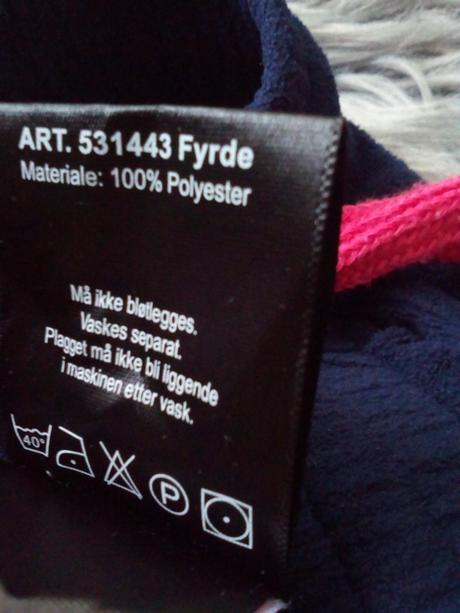 ART. 531443 Fyrde
Materiale: 100% Polyester
Må ikke bløtlegges.
Vaskes separat.
Plagget må ikke bli liggende
i maskinen etter vask.
40°
P